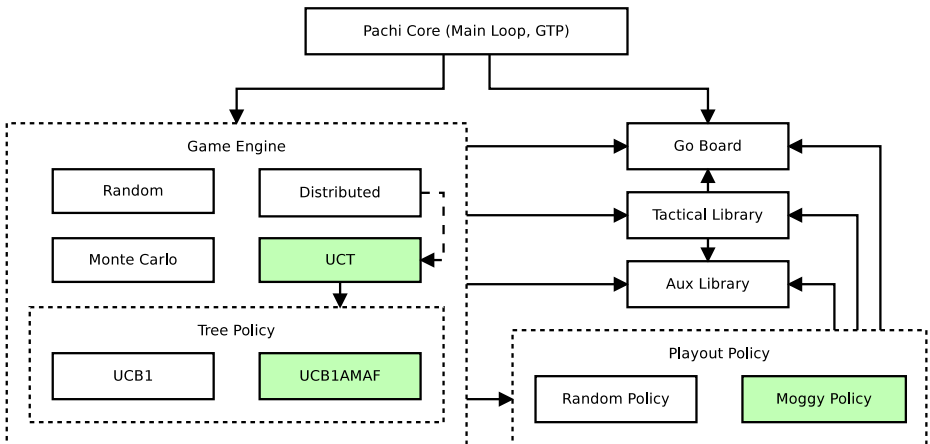 Pachi Core (Main Loop, GTP)
Game Engine
Go Board
Random
Distributed
Tactical Library
Monte Carlo
UCT
Aux Library
Tree Policy
Playout Policy
UCB1
UCB1AMAF
Random Policy
Moggy Policy